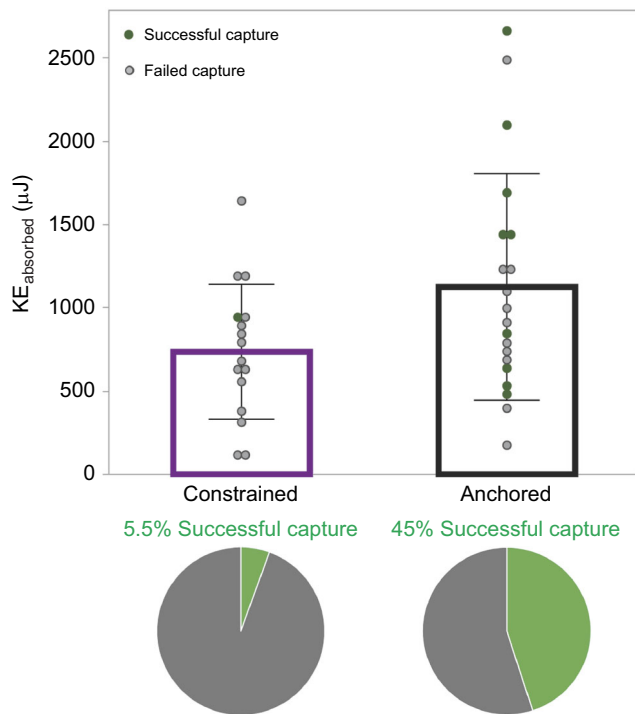 Successful capture
Failed capture
KEabsorbed (μJ)
2500
2000
1500
1000
500
0
Constrained
Anchored
5.5% Successful capture
45% Successful capture